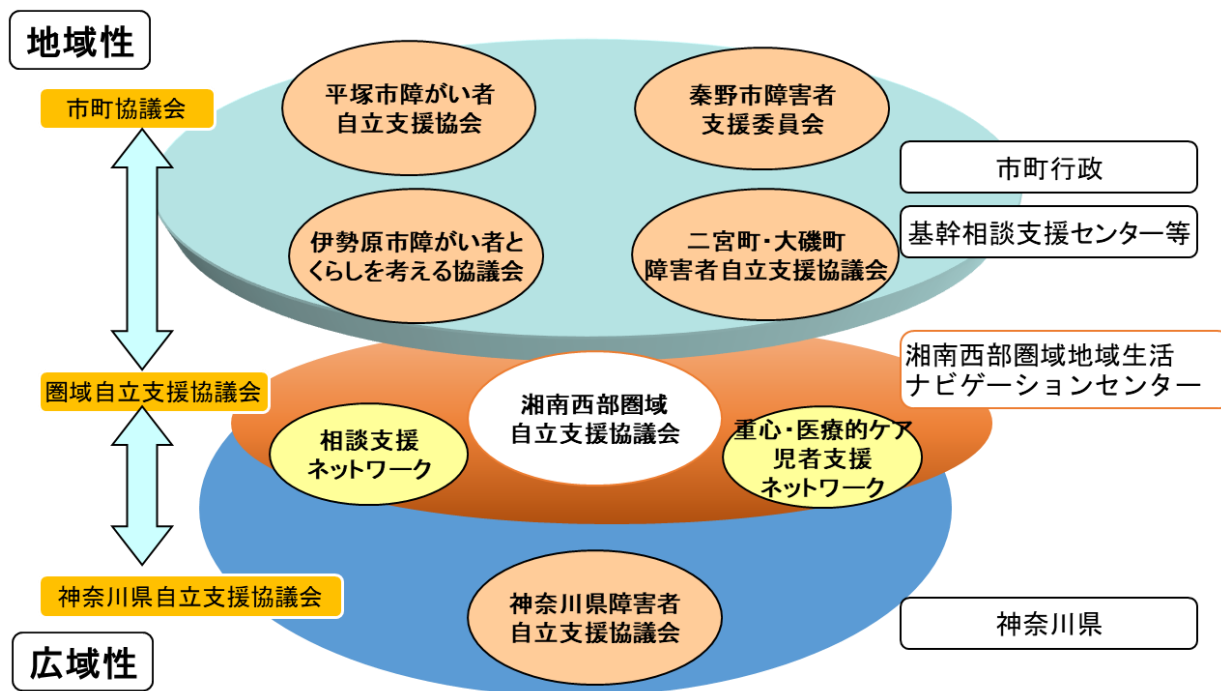 地域性
市町協議会
平塚市障がい者
自立支援協会
秦野市障害者
支援委員会
市町行政
基幹相談支援センター等
伊勢原市障がい者と
くらしを考える協議会
二宮町・大磯町
障害者自立支援協議会
湘南西部圏域地域生活
ナビゲーションセンター
圏域自立支援協議会
湘南西部圏域
自立支援協議会
相談支援
ネットワーク
重心・医療的ケア
児者支援
ネットワーク
神奈川県自立支援協議会
神奈川県障害者
自立支援協議会
神奈川県
広域性